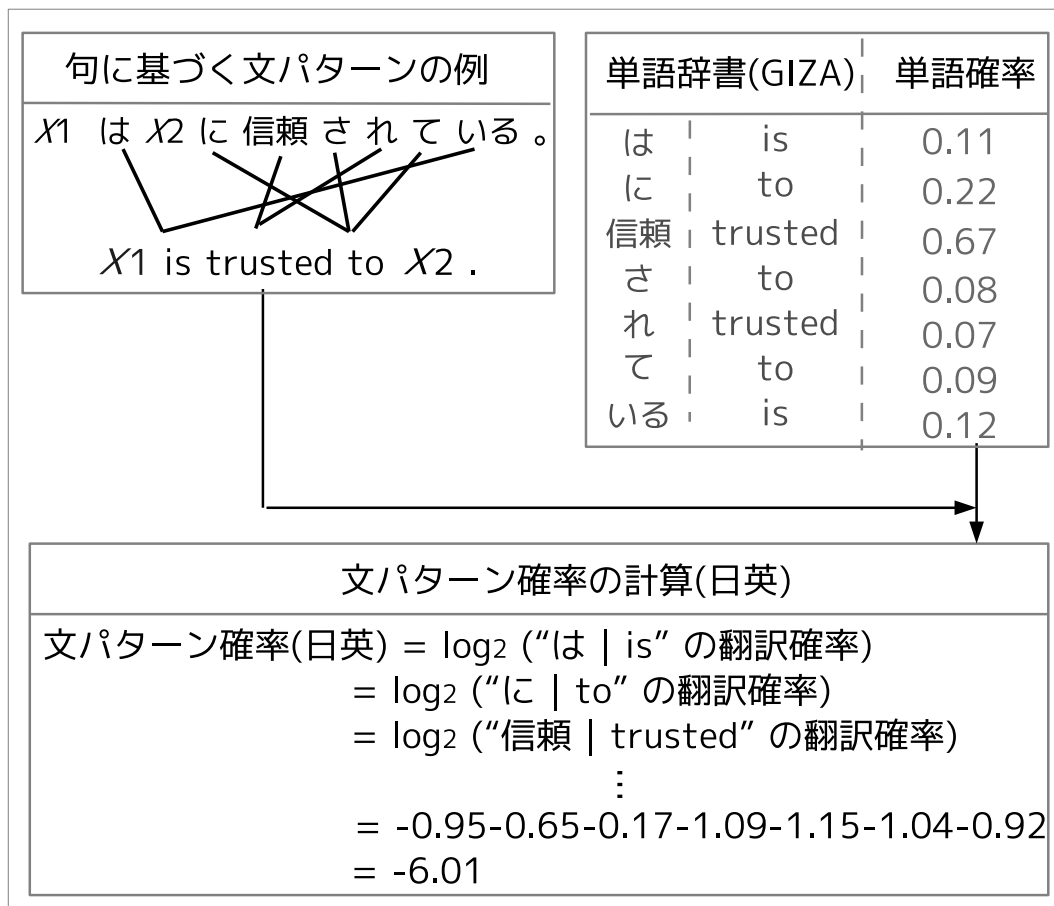 句に基づく文パターンの例
X1 は X2 に 信頼 さ れ て いる 。
X1 is trusted to X2 .
単語辞書(GIZA) 単語確率
は is 0.11
に to 0.22
信頼 trusted 0.67
さ to 0.08
れ trusted 0.07
て to 0.09
いる is 0.12
文パターン確率の計算(日英)
文パターン確率(日英) = log2 (“は | is” の翻訳確率)
= log2 (“に | to” の翻訳確率)
= log2 (“信頼 | trusted” の翻訳確率)
⋮
= -0.95-0.65-0.17-1.09-1.15-1.04-0.92
= -6.01